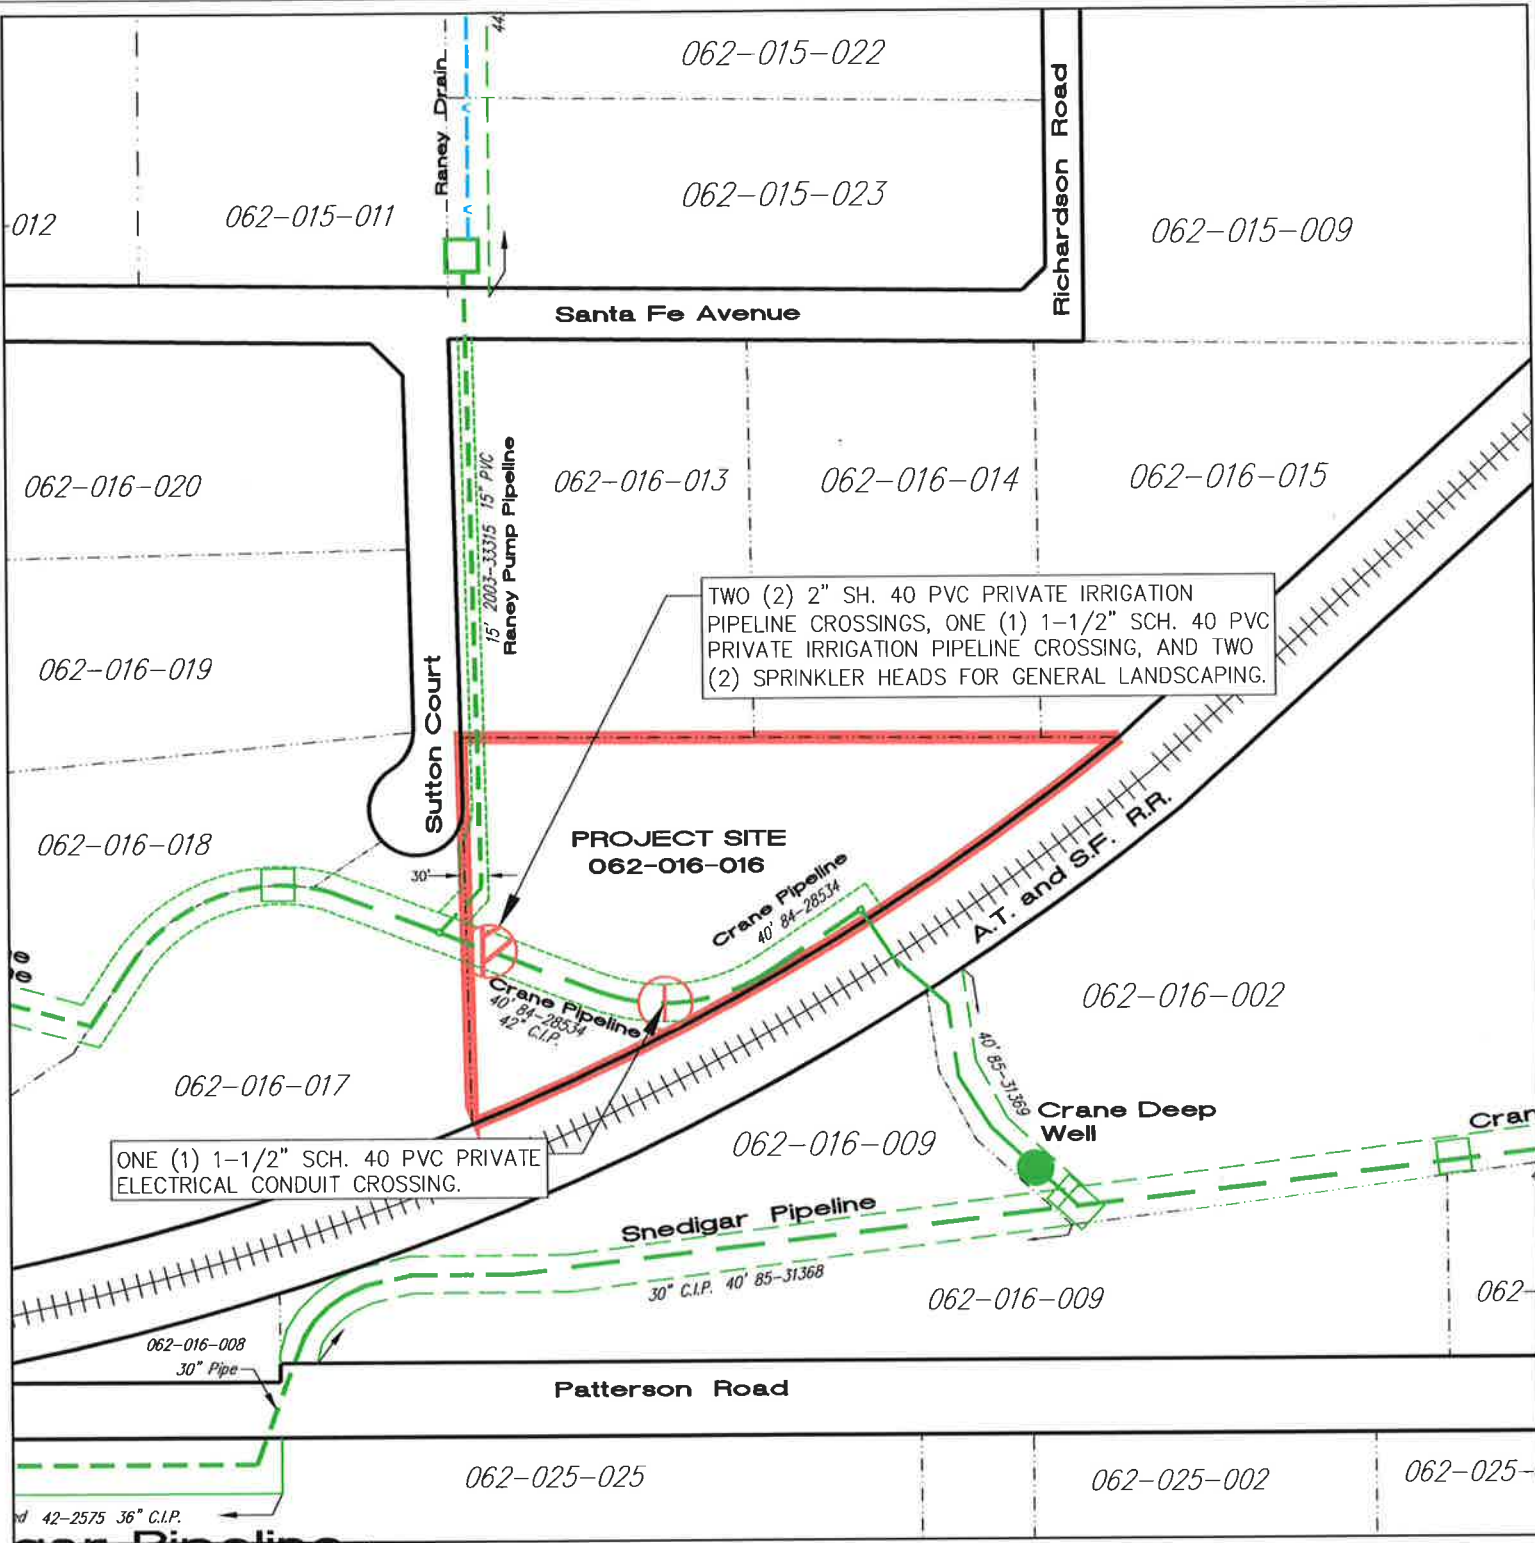 44
062-015-022
Raney Drain
Richardson Road
062-015-023
-012
062-015-011
062-015-009
Santa Fe Avenue
062-016-020
15' 2003-33315 15" PVC
Raney Pump Pipeline
062-016-013
062-016-014
062-016-015
TWO (2) 2" SH. 40 PVC PRIVATE IRRIGATION
PIPELINE CROSSINGS, ONE (1) 1-1/2" SCH. 40 PVC
PRIVATE IRRIGATION PIPELINE CROSSING, AND TWO
(2) SPRINKLER HEADS FOR GENERAL LANDSCAPING.
062-016-019
Sutton Court
062-016-018
PROJECT SITE
062-016-016
30'
Crane Pipeline
40' 84-28534
A.T. and S.F. R.R.
Crane Pipeline
40' 84-28534
42" C.I.P.
062-016-002
062-016-017
40' 85-31369
Crane Deep
Well
Cran
062-016-009
ONE (1) 1-1/2" SCH. 40 PVC PRIVATE
ELECTRICAL CONDUIT CROSSING.
Snedigar Pipeline
30" C.I.P. 40' 85-31368
062-016-009
062-
062-016-008
30" Pipe
Patterson Road
062-025-025
062-025-002
062-025-
42-2575 36" C.I.P.
gar Pipeline